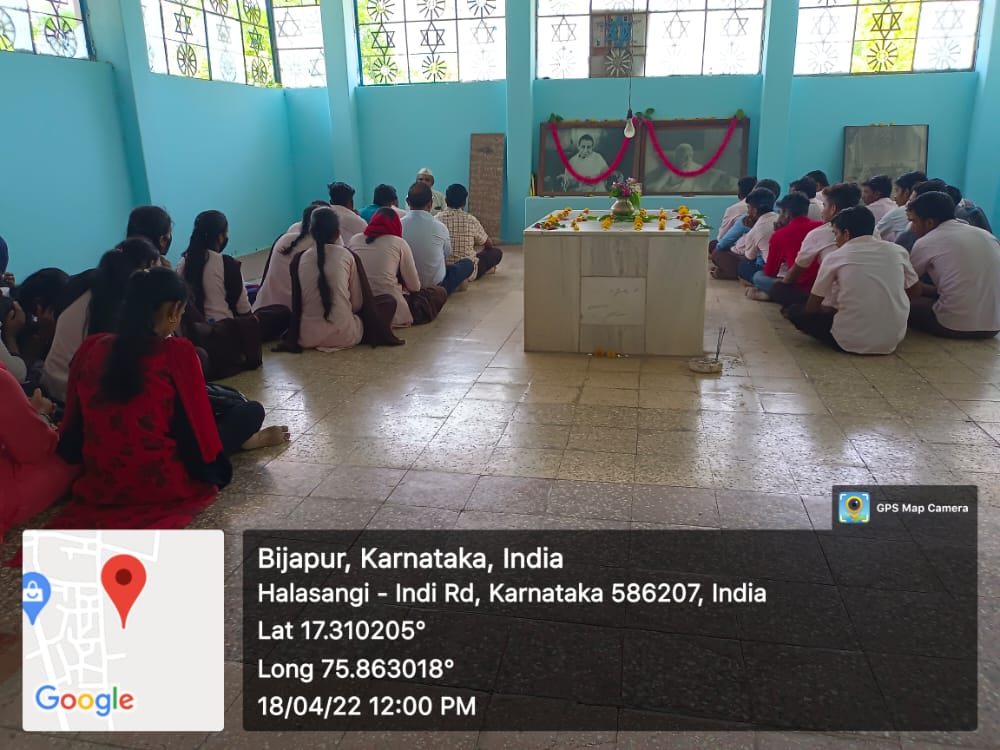 GPS Map Camera
Bijapur, Karnataka, India
Halasangi - Indi Rd, Karnataka 586207, India
Lat 17.310205°
Long 75.863018°
18/04/22 12:00 PM
Google